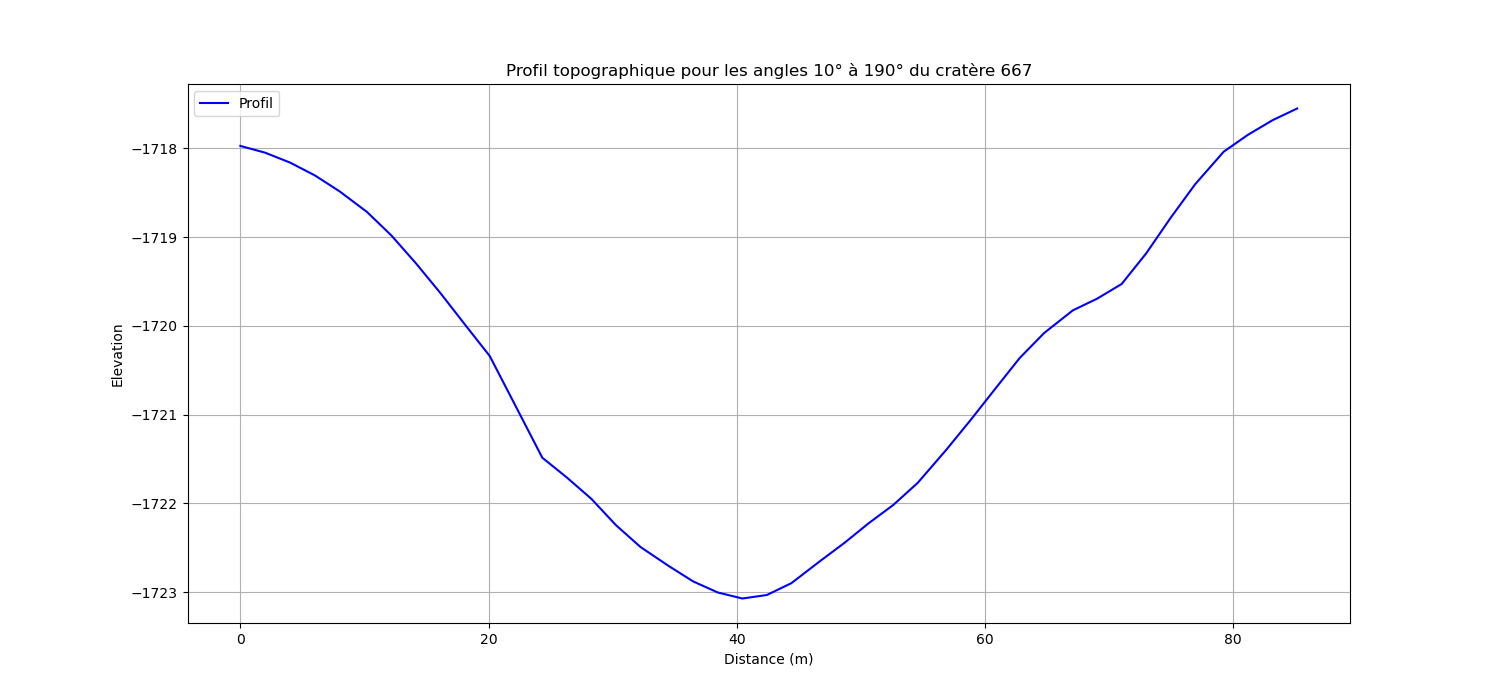 Profil topographique pour les angles 10° à 190° du cratère 667
Profil
−1718
−1719
−1720
−1721
−1722
−1723
Elevation
0 20 40 60 80
Distance (m)